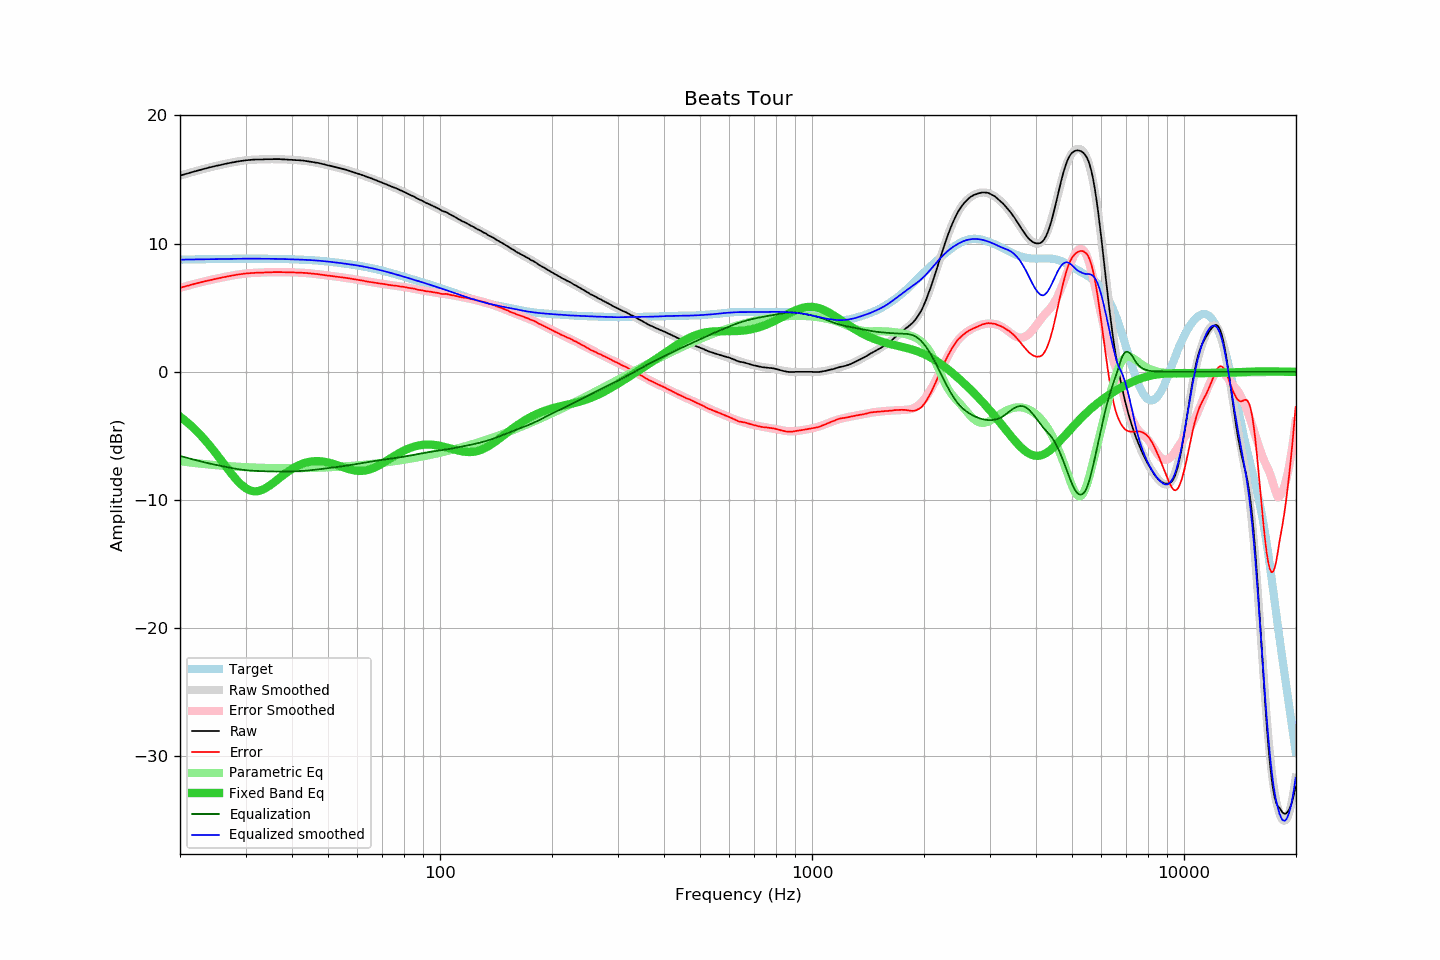 Beats Tour
20
10
0
−10
−20
−30
Amplitude (dBr)
Target
Raw Smoothed
Error Smoothed
Raw
Error
Parametric Eq
Fixed Band Eq
Equalization
Equalized smoothed
100
1000
10000
Frequency (Hz)